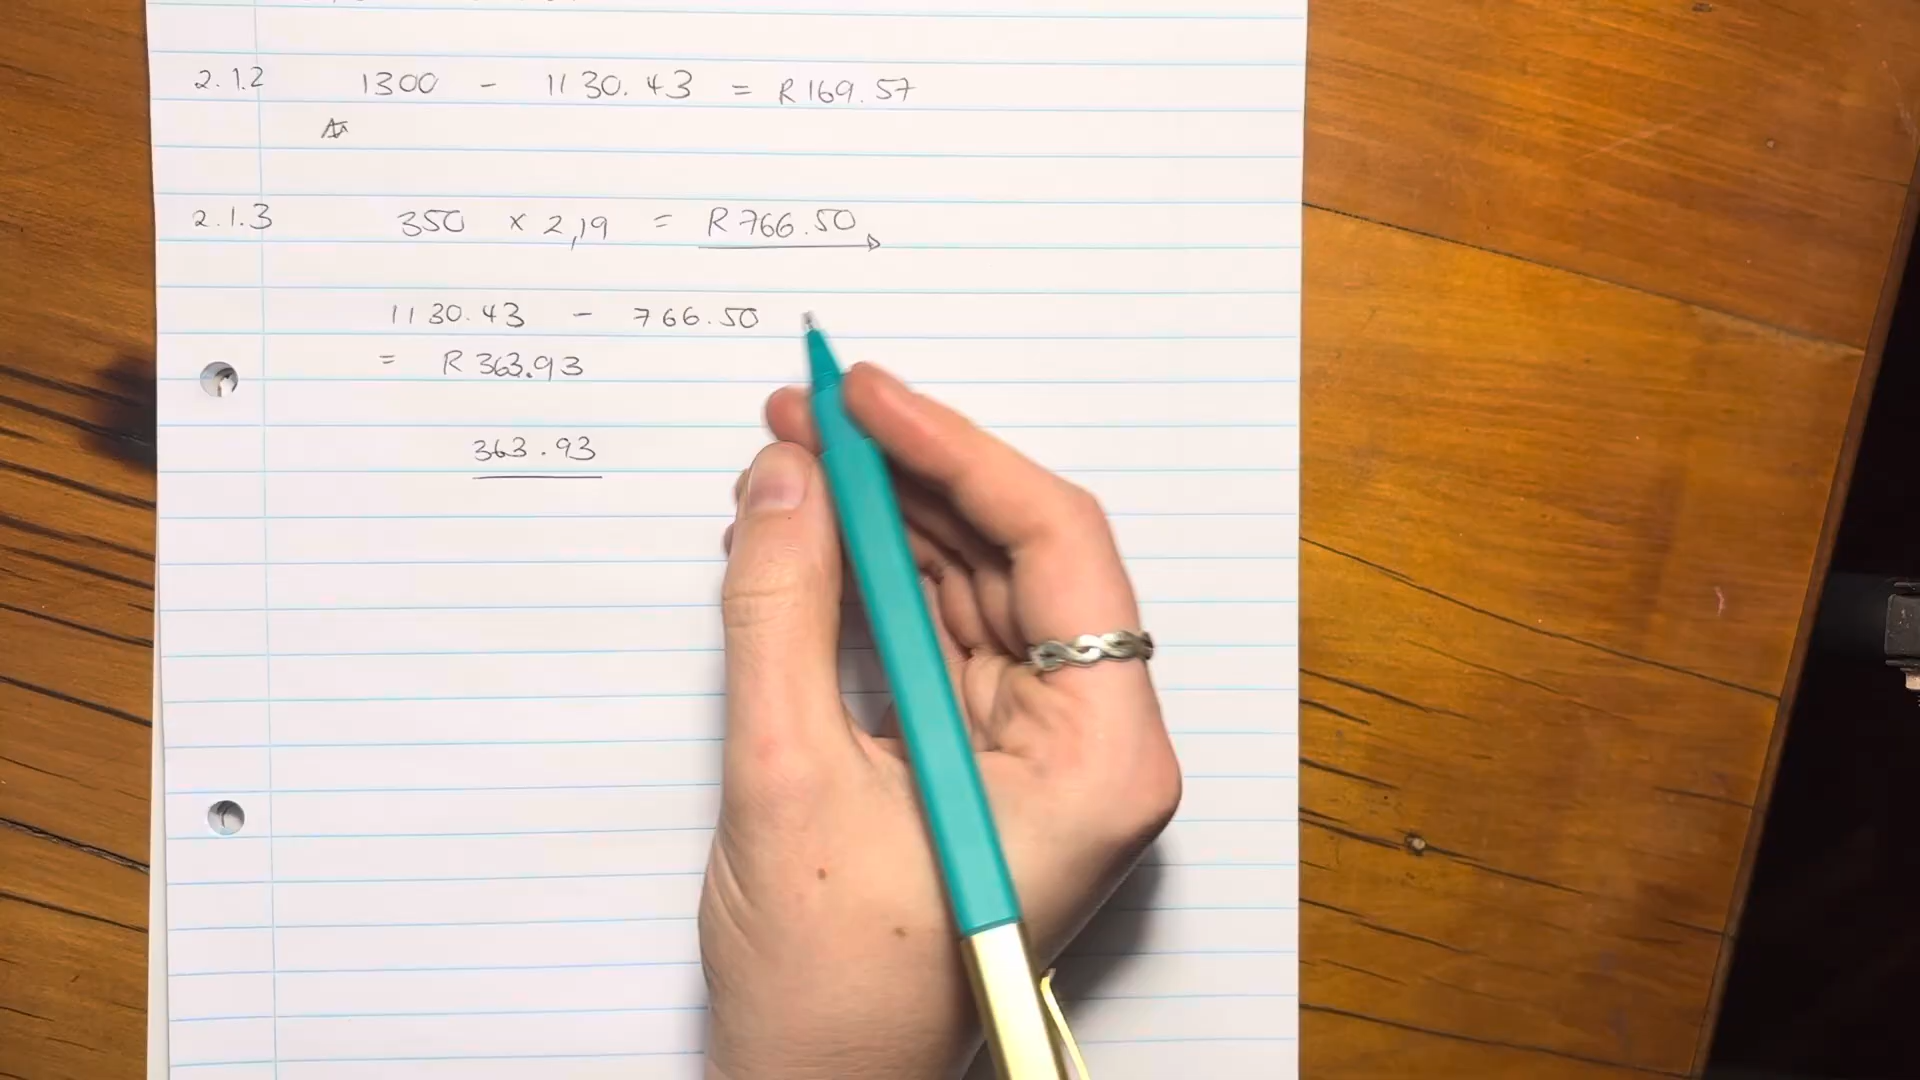 2.1.2 1300 - 1130.43 = R169.57
2.1.3 350 × 2,19 = R766.50
1130.43 - 766.50
= R363.93
363.93